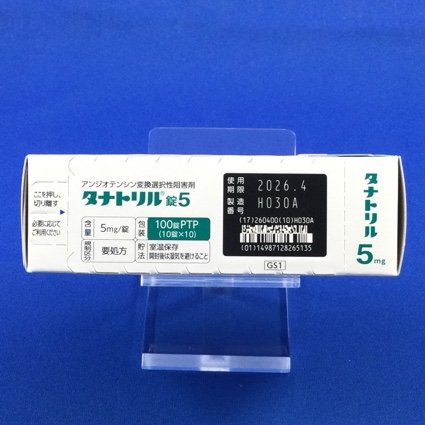 ここを押し、
切り離す
必要に応じて
ご利用ください
アンジオテンシン変換選択性阻害剤
タナトリル®錠5
含量
5mg/錠
包装
100錠PTP
(10錠×10)
規制区分
要処方
貯法
室温保存
開封後は湿気を避けること
使用
期限
2026.4
製造
番号
H030A
(17)260400(10)H030A
(01)14987128265135
GS1
タナトリル
5mg